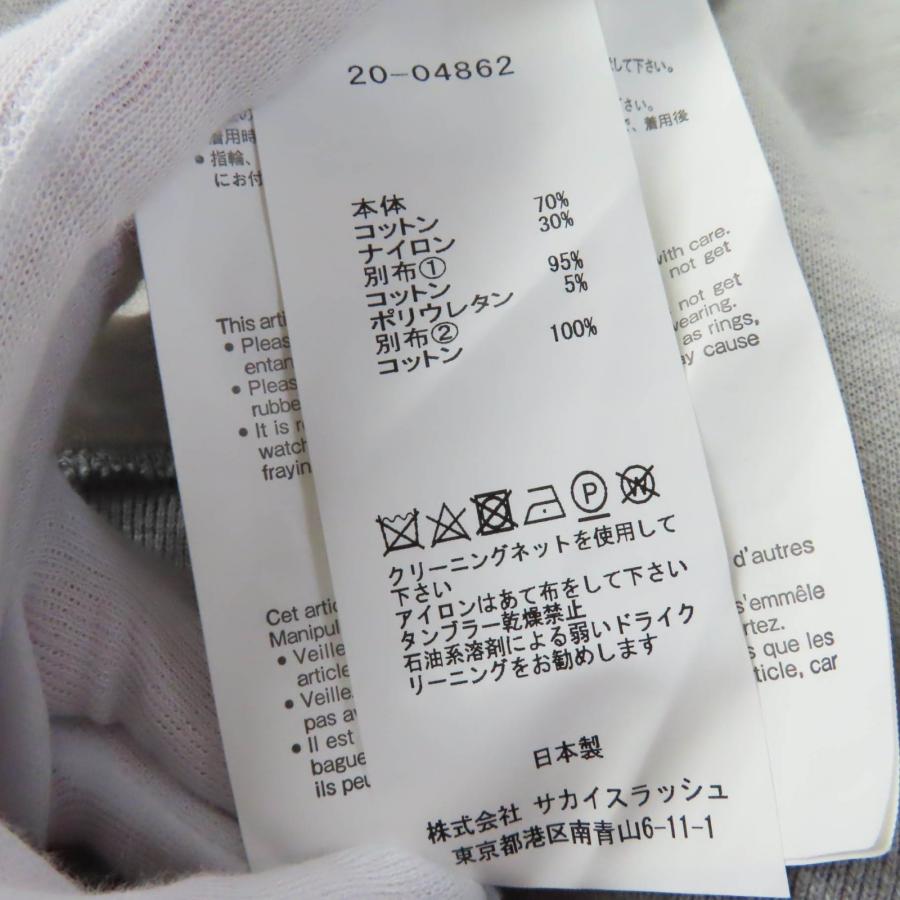 20-04862
本体
コットン 70%
ナイロン 30%
別布①
コットン 95%
ポリウレタン 5%
別布②
コットン 100%
P
W
クリーニングネットを使用して
下さい
アイロンはあて布をして下さい
タンブラー乾燥禁止
石油系溶剤による弱いドライク
リーニングをお勧めします
日本製
株式会社 サカイスラッシュ
東京都港区南青山6-11-1
着用時
• 指輪、
にお付
This arti
• Pleas
entan
• Pleas
rubbe
• It is
watch
frayin
Cet artic
Manipul
• Veille
article
• Veille
pas av
• Il est
bague
ils peu
して下さい。
さい。
着用後
with care.
not get
not get
wearing.
as rings,
ay cause
d'autres
s'emmêle
rtez.
s que les
ticle, car